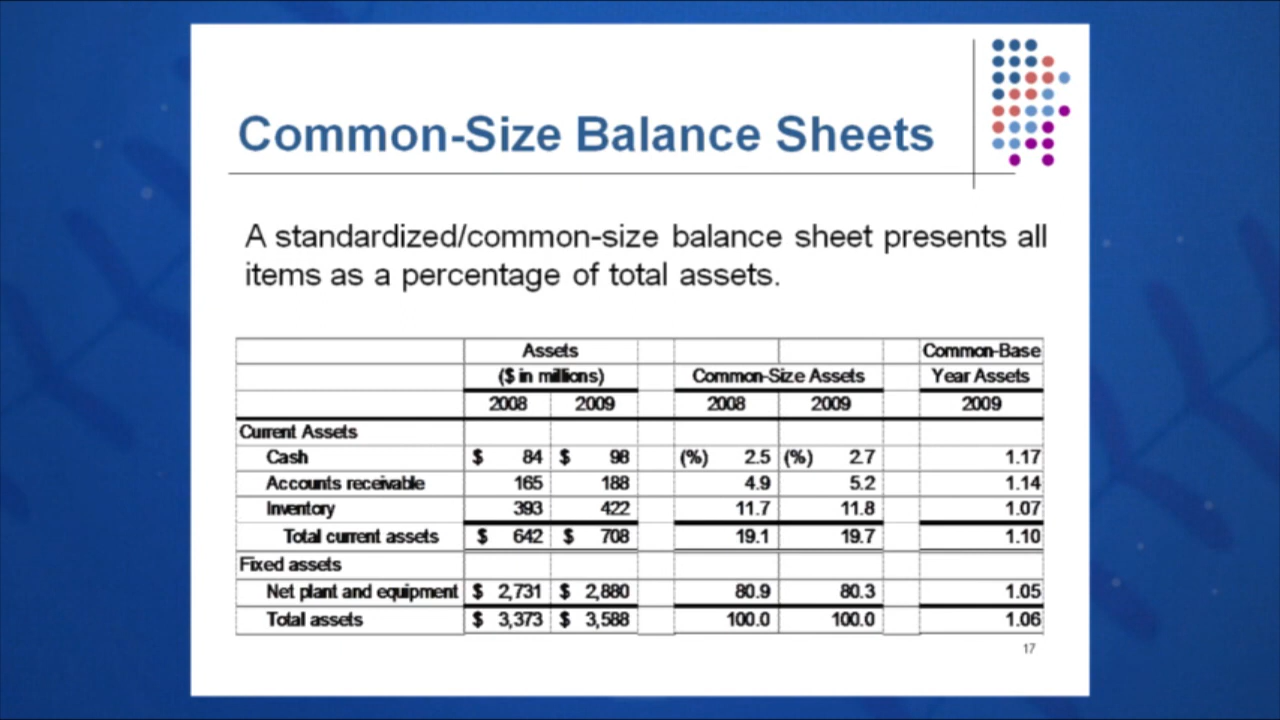 Common-Size Balance Sheets
A standardized/common-size balance sheet presents all
items as a percentage of total assets.
Assets Common-Base
($ in millions) Common-Size Assets Year Assets
2008 2009 2008 2009 2009
Current Assets
Cash $ 84 $ 98 (%) 2.5 (%) 2.7 1.17
Accounts receivable 165 188 4.9 5.2 1.14
Inventory 393 422 11.7 11.8 1.07
Total current assets $ 642 $ 708 19.1 19.7 1.10
Fixed assets
Net plant and equipment $ 2,731 $ 2,880 80.9 80.3 1.05
Total assets $ 3,373 $ 3,588 100.0 100.0 1.06
17